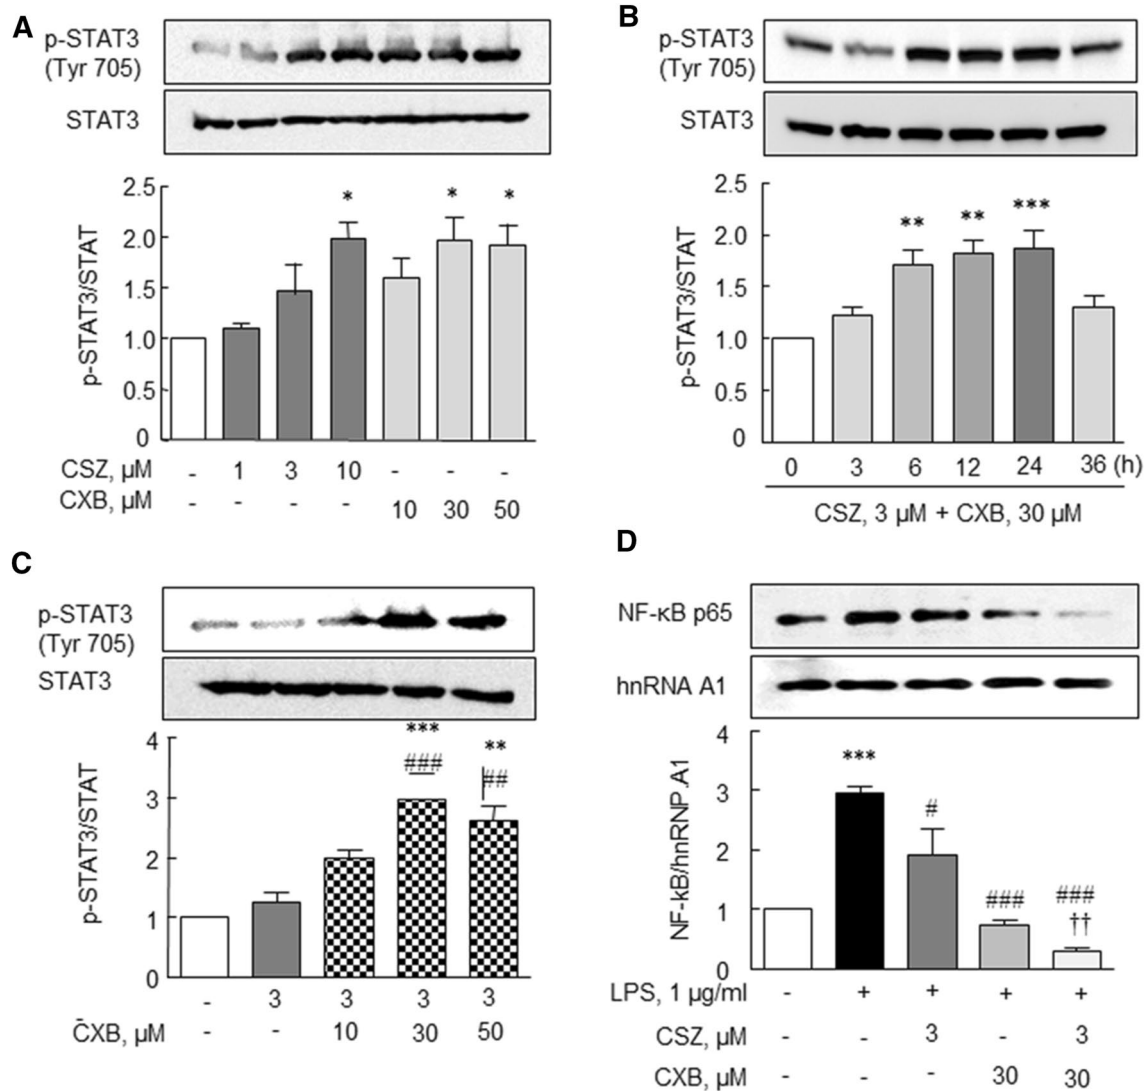 A
p-STAT3
(Tyr 705)
STAT3
p-STAT3/STAT
2.5
2.0
1.5
1.0
0.5
0
* * *
CSZ, µM - 1 3 10 - - -
CXB, µM - - - - 10 30 50
B
p-STAT3
(Tyr 705)
STAT3
p-STAT3/STAT
2.5
2.0
1.5
1.0
0.5
0
** ** ***
0 3 6 12 24 36 (h)
CSZ, 3 µM + CXB, 30 µM
C
p-STAT3
(Tyr 705)
STAT3
p-STAT3/STAT
4
3
2
1
0
*** **
### ##
- 3 3 3 3
CXB, µM - - 10 30 50
D
NF-κB p65
hnRNA A1
NF-kB/hnRNP.A1
4
3
2
1
0
*** # ### ###
††
LPS, 1 µg/ml - + + + +
CSZ, µM - - 3 - 3
CXB, µM - - - 30 30